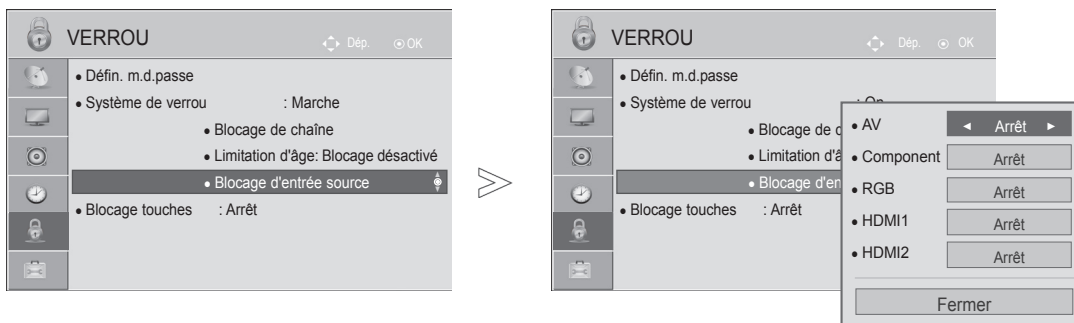 VERROU
Dép. OK
• Défin. m.d.passe
• Système de verrou : Marche
• Blocage de chaîne
• Limitation d'âge: Blocage désactivé
• Blocage d'entrée source
• Blocage touches : Arrêt
VERROU
Dép. OK
• Défin. m.d.passe
• Système de verrou : On
• Blocage de c
• Limitation d'â
• Blocage d'en
• Blocage touches : Arrêt
• AV ◄ Arrêt ►
• Component Arrêt
• RGB Arrêt
• HDMI1 Arrêt
• HDMI2 Arrêt
Fermer